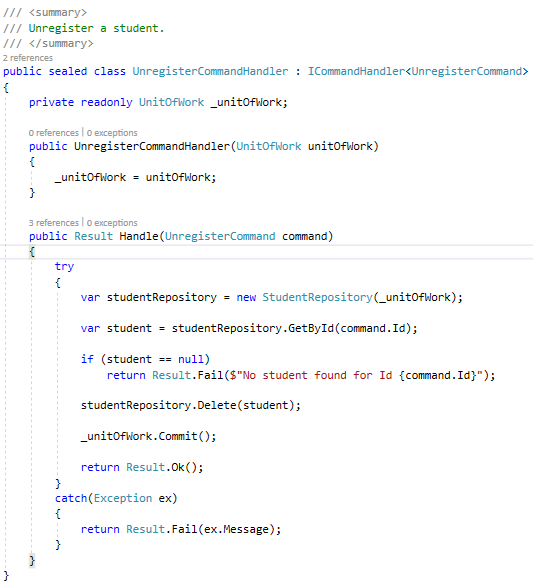 /// <summary>
/// Unregister a student.
/// </summary>
2 references
public sealed class UnregisterCommandHandler : ICommandHandler<UnregisterCommand>
{
private readonly UnitOfWork _unitOfWork;
0 references | 0 exceptions
public UnregisterCommandHandler(UnitOfWork unitOfWork)
{
_unitOfWork = unitOfWork;
}
3 references | 0 exceptions
public Result Handle(UnregisterCommand command)
{
try
{
var studentRepository = new StudentRepository(_unitOfWork);
var student = studentRepository.GetById(command.Id);
if (student == null)
return Result.Fail($"No student found for Id {command.Id}");
studentRepository.Delete(student);
_unitOfWork.Commit();
return Result.Ok();
}
catch(Exception ex)
{
return Result.Fail(ex.Message);
}
}
}